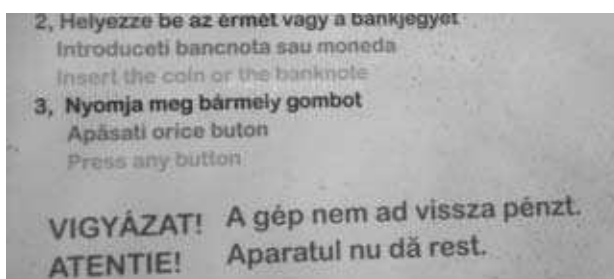 2, Helyezze be az érmét vagy a bankjegyet
Introduceti bancnota sau moneda
Insert the coin or the banknote
3, Nyomja meg bármely gombot
Apăsati orice buton
Press any button
VIGYÁZAT! A gép nem ad vissza pénzt.
ATENTIE! Aparatul nu dă rest.